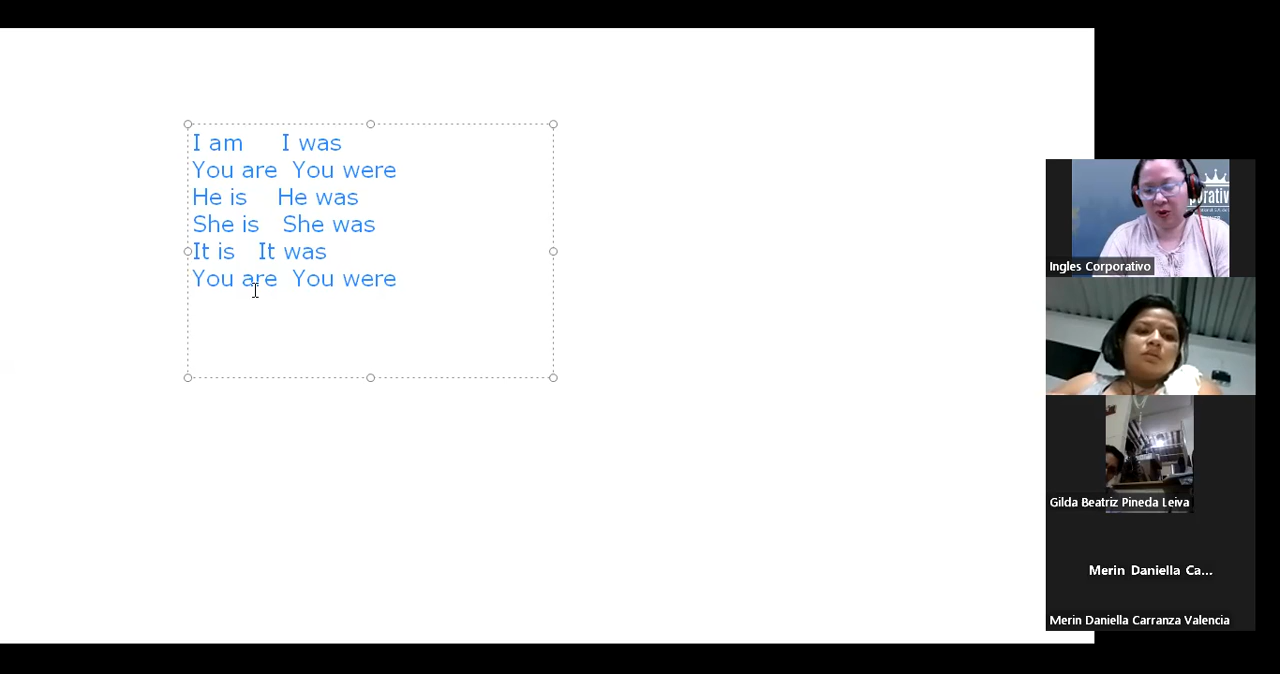 I am I was
You are You were
He is He was
She is She was
It is It was
You are You were
Ingles Corporativo
Gilda Beatriz Pineda Leiva
Merin Daniella Ca...
Merin Daniella Carranza Valencia